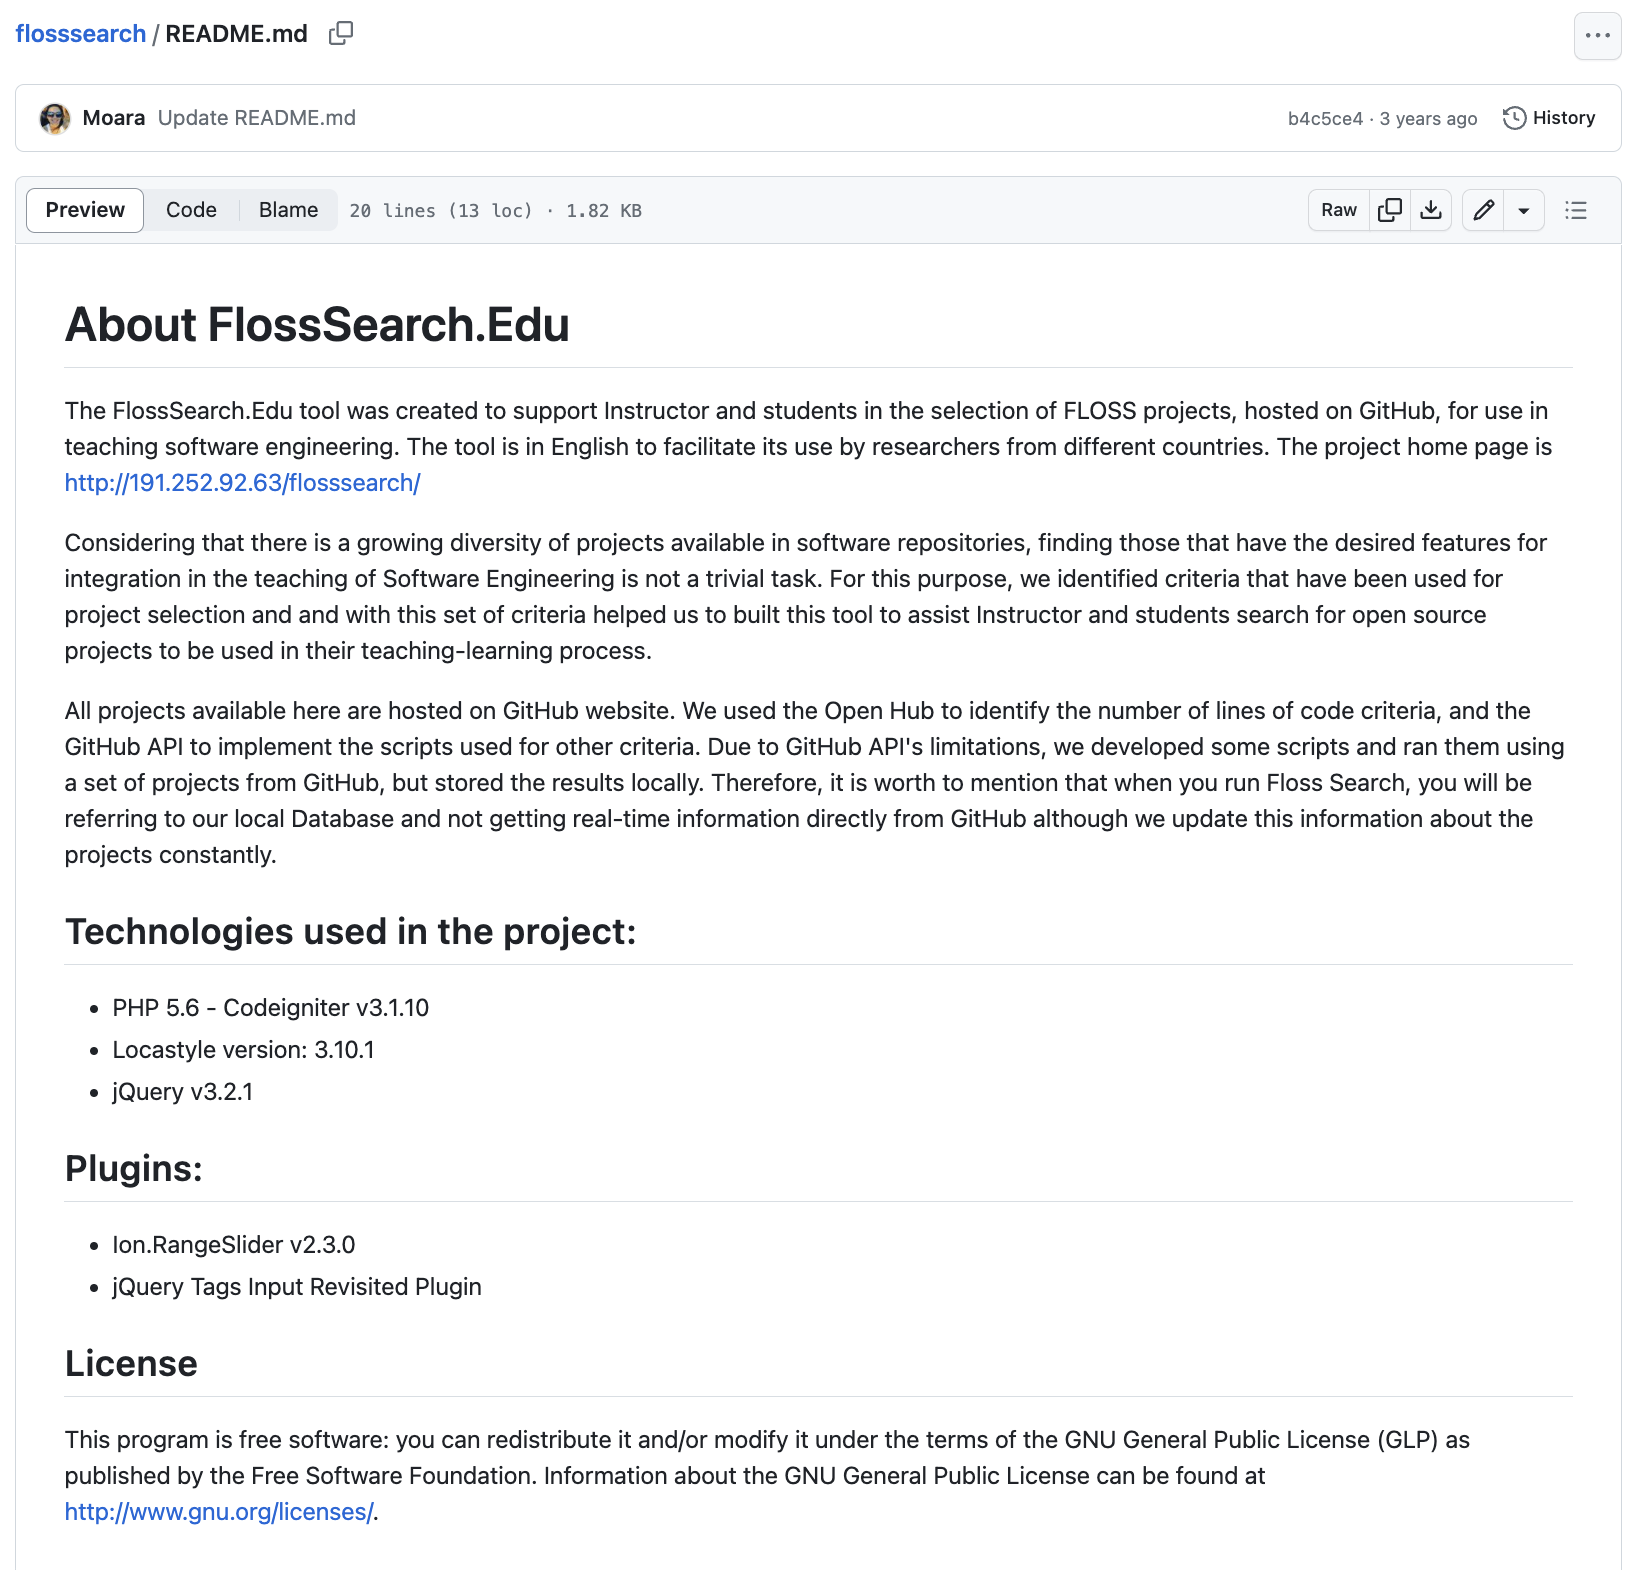 flosssearch / README.md
Moara Update README.md b4c5ce4 · 3 years ago History
Preview Code Blame 20 lines (13 loc) · 1.82 KB Raw
About FlossSearch.Edu
The FlossSearch.Edu tool was created to support Instructor and students in the selection of FLOSS projects, hosted on GitHub, for use in
teaching software engineering. The tool is in English to facilitate its use by researchers from different countries. The project home page is
http://191.252.92.63/flosssearch/
Considering that there is a growing diversity of projects available in software repositories, finding those that have the desired features for
integration in the teaching of Software Engineering is not a trivial task. For this purpose, we identified criteria that have been used for
project selection and and with this set of criteria helped us to built this tool to assist Instructor and students search for open source
projects to be used in their teaching-learning process.
All projects available here are hosted on GitHub website. We used the Open Hub to identify the number of lines of code criteria, and the
GitHub API to implement the scripts used for other criteria. Due to GitHub API's limitations, we developed some scripts and ran them using
a set of projects from GitHub, but stored the results locally. Therefore, it is worth to mention that when you run Floss Search, you will be
referring to our local Database and not getting real-time information directly from GitHub although we update this information about the
projects constantly.
Technologies used in the project:
• PHP 5.6 - Codeigniter v3.1.10
• Locastyle version: 3.10.1
• jQuery v3.2.1
Plugins:
• Ion.RangeSlider v2.3.0
• jQuery Tags Input Revisited Plugin
License
This program is free software: you can redistribute it and/or modify it under the terms of the GNU General Public License (GLP) as
published by the Free Software Foundation. Information about the GNU General Public License can be found at
http://www.gnu.org/licenses/.